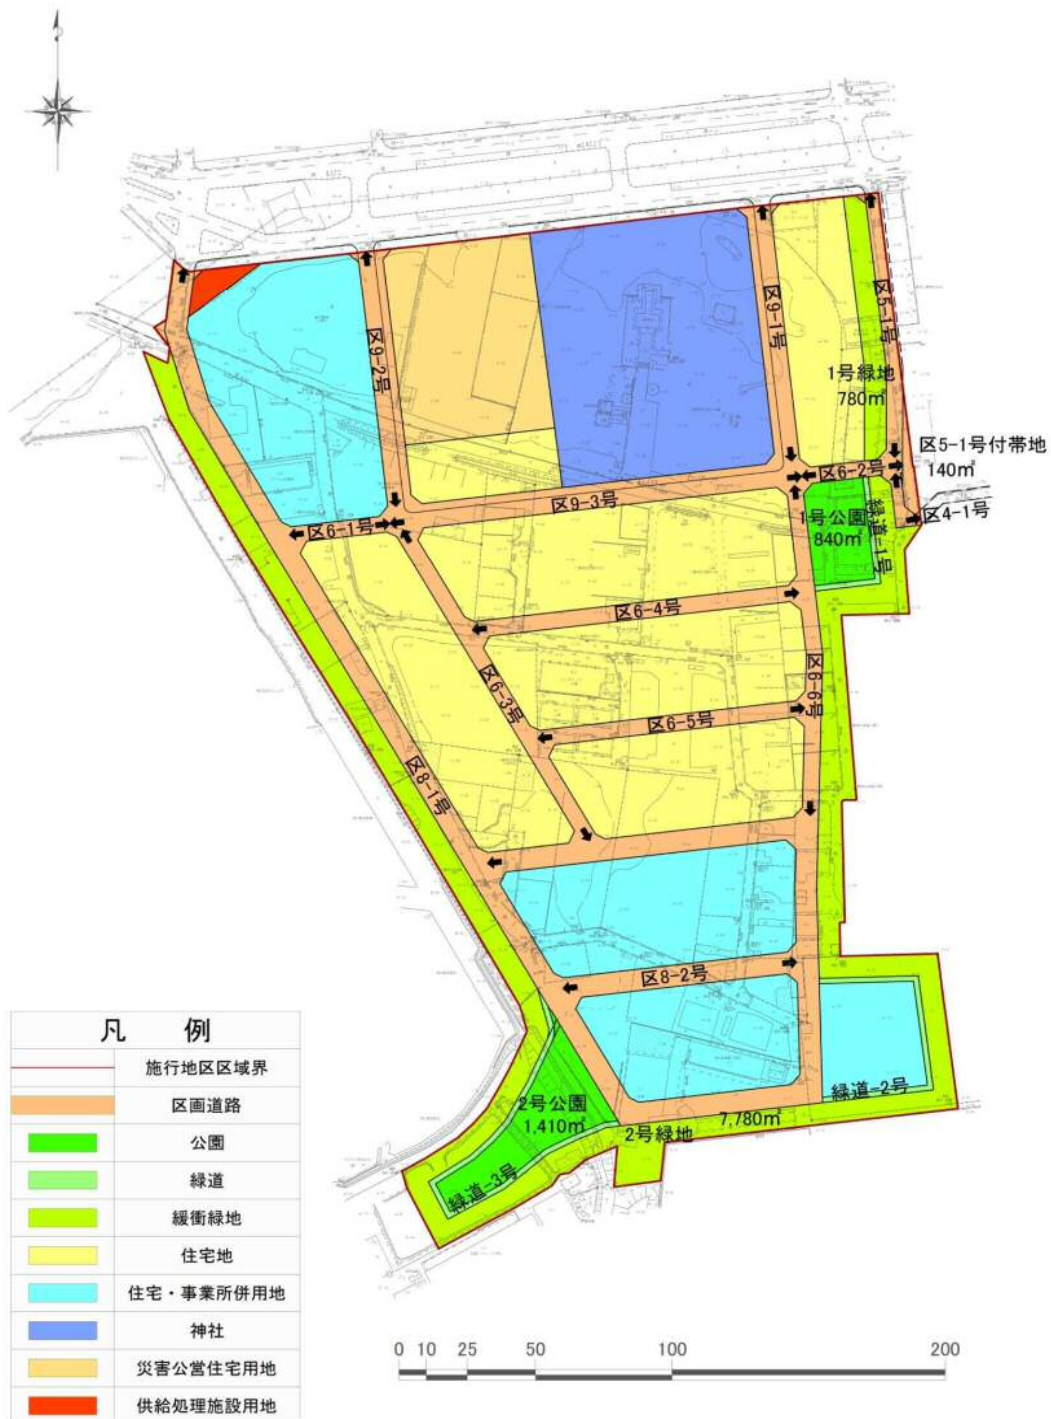 区9-2号
区9-1号
区5-1号
1号緑地
780㎡
区5-1号付帯地
140㎡
区6-2号
区4-1号
区9-3号
区6-1号
1号公園
840㎡
緑道-1号
区6-4号
区6-3号
区6-6号
区6-5号
区8-1号
区8-2号
緑道-2号
2号公園
1,410㎡
7,780㎡
2号緑地
緑道-3号
凡 例
施行地区区域界
区画道路
公園
緑道
緩衝緑地
住宅地
住宅・事業所併用地
神社
災害公営住宅用地
供給処理施設用地
0 10 25 50 100 200